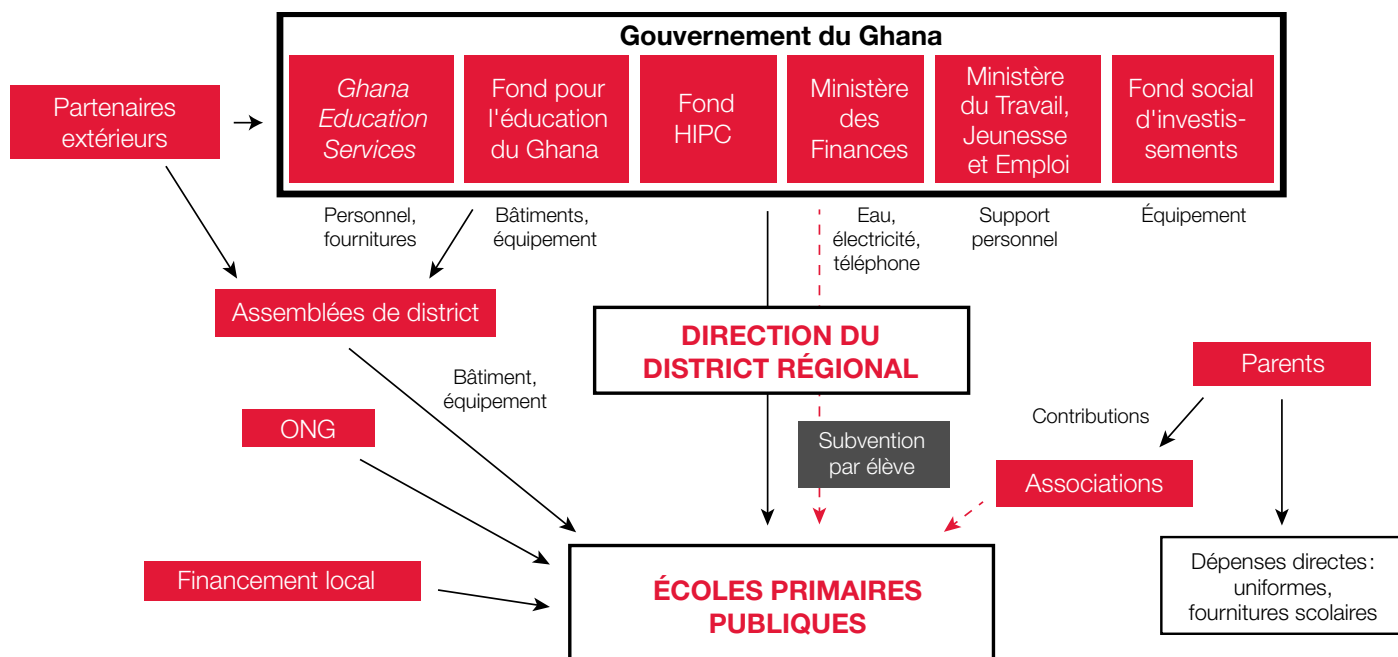 Gouvernement du Ghana
Partenaires
extérieurs
Ghana
Education
Services
Fond pour
l'éducation
du Ghana
Fond
HIPC
Ministère
des
Finances
Ministère
du Travail,
Jeunesse
et Emploi
Fond social
d'investis-
sements
Personnel,
fournitures
Bâtiments,
équipement
Eau,
électricité,
téléphone
Support
personnel
Équipement
Assemblées de district
DIRECTION DU
DISTRICT RÉGIONAL
Parents
Bâtiment,
équipement
Contributions
ONG
Subvention
par élève
Associations
Financement local
ÉCOLES PRIMAIRES
PUBLIQUES
Dépenses directes:
uniformes,
fournitures scolaires